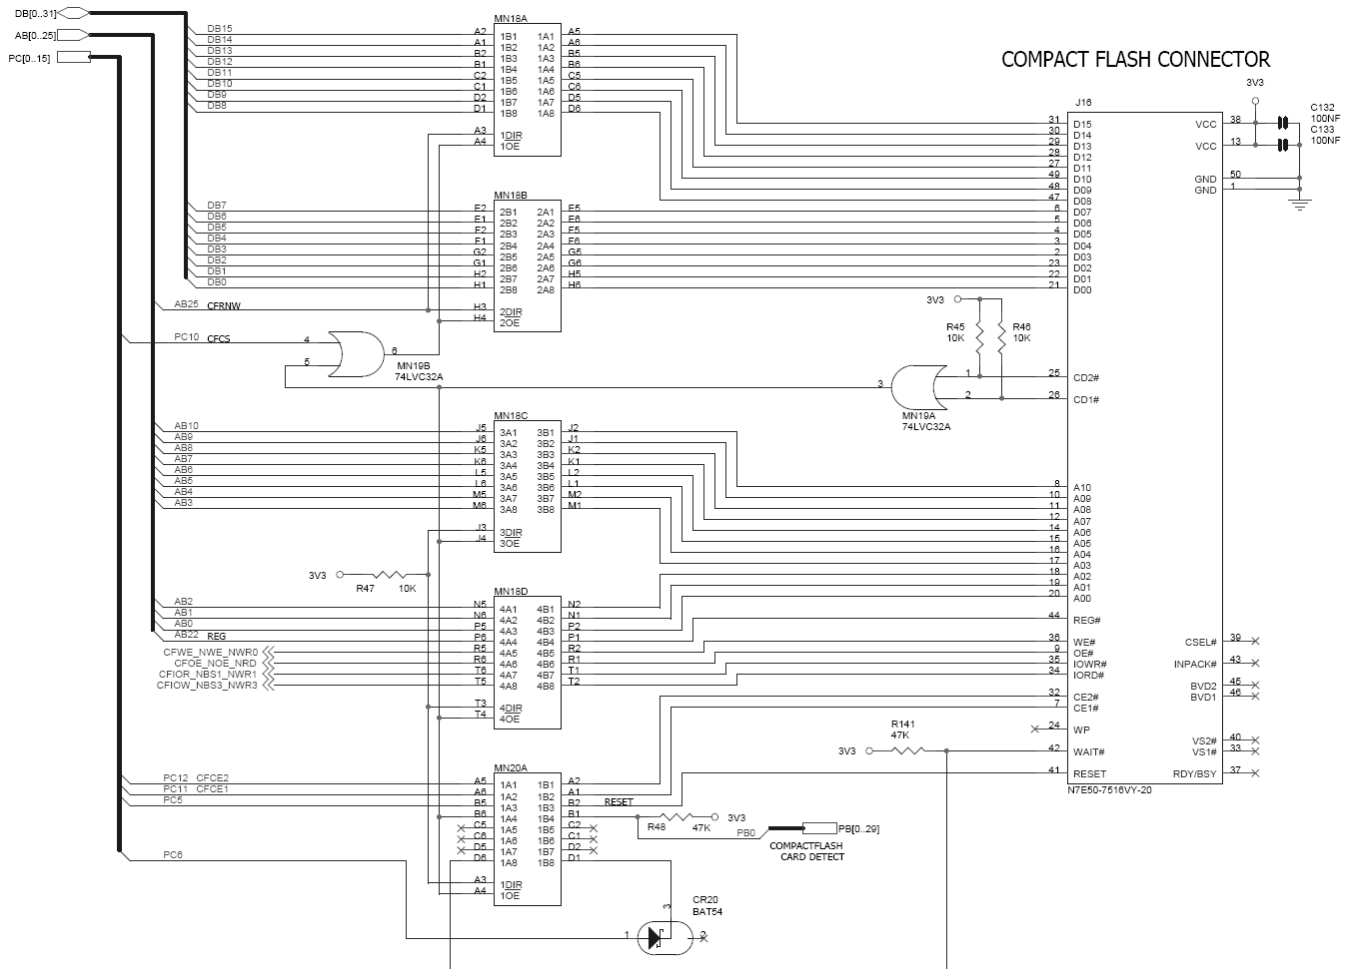 DB[0..31]
AB[0..25]
PC[0..15]
COMPACT FLASH CONNECTOR
DB15
DB14
DB13
DB12
DB11
DB10
DB9
DB8
A2
A1
B2
B1
C2
C1
D2
D1
A3
A4
MN18A
1B1 1A1
1B2 1A2
1B3 1A3
1B4 1A4
1B5 1A5
1B6 1A6
1B7 1A7
1B8 1A8
1DIR
1OE
A5
A6
B5
B6
C5
C6
D5
D6
DB7
DB6
DB5
DB4
DB3
DB2
DB1
DB0
E2
E1
F2
F1
G2
G1
H2
H1
H3
H4
MN18B
2B1 2A1
2B2 2A2
2B3 2A3
2B4 2A4
2B5 2A5
2B6 2A6
2B7 2A7
2B8 2A8
2DIR
2OE
E5
E6
F5
F6
G5
G6
H5
H6
AB25 CFRNW
PC10 CFCS
4
5
6
MN19B
74LVC32A
3V3
R45
10K
R46
10K
1
2
3
MN19A
74LVC32A
AB10
AB9
AB8
AB7
AB6
AB5
AB4
AB3
J5
J6
K5
K6
L5
L6
M5
M6
J3
J4
MN18C
3A1 3B1
3A2 3B2
3A3 3B3
3A4 3B4
3A5 3B5
3A6 3B6
3A7 3B7
3A8 3B8
3DIR
3OE
J2
J1
K2
K1
L2
L1
M2
M1
3V3
R47 10K
AB2
AB1
AB0
AB22 REG
CFWE_NWE_NWR0
CFOE_NOE_NRD
CFIOR_NBS1_NWR1
CFIOW_NBS3_NWR3
N5
N6
P5
P6
R5
R6
T6
T5
T3
T4
MN18D
4A1 4B1
4A2 4B2
4A3 4B3
4A4 4B4
4A5 4B5
4A6 4B6
4A7 4B7
4A8 4B8
4DIR
4OE
N2
N1
P2
P1
R2
R1
T1
T2
PC12 CFCE2
PC11 CFCE1
PC5
PC6
A5
A6
B5
B6
C5
C6
D5
D6
A3
A4
MN20A
1A1 1B1
1A2 1B2
1A3 1B3
1A4 1B4
1A5 1B5
1A6 1B6
1A7 1B7
1A8 1B8
1DIR
1OE
A2
A1
B2
B1
C2
C1
D2
D1
RESET
R48 47K
3V3
PB0
PB[0..29]
COMPACTFLASH
CARD DETECT
CR20
BAT54
1
2
3
R141
47K
3V3
J16
31 D15
30 D14
29 D13
28 D12
27 D11
49 D10
48 D09
47 D08
6 D07
5 D06
4 D05
3 D04
2 D03
23 D02
22 D01
21 D00
25 CD2#
26 CD1#
8 A10
10 A09
11 A08
12 A07
14 A06
15 A05
16 A04
17 A03
18 A02
19 A01
20 A00
44 REG#
36 WE#
9 OE#
35 IOWR#
34 IORD#
32 CE2#
7 CE1#
24 WP
42 WAIT#
41 RESET
VCC 38
VCC 13
GND 50
GND 1
CSEL# 39
INPACK# 43
BVD2 45
BVD1 46
VS2# 40
VS1# 33
RDY/BSY 37
N7E50-7516VY-20
3V3
C132
100NF
C133
100NF